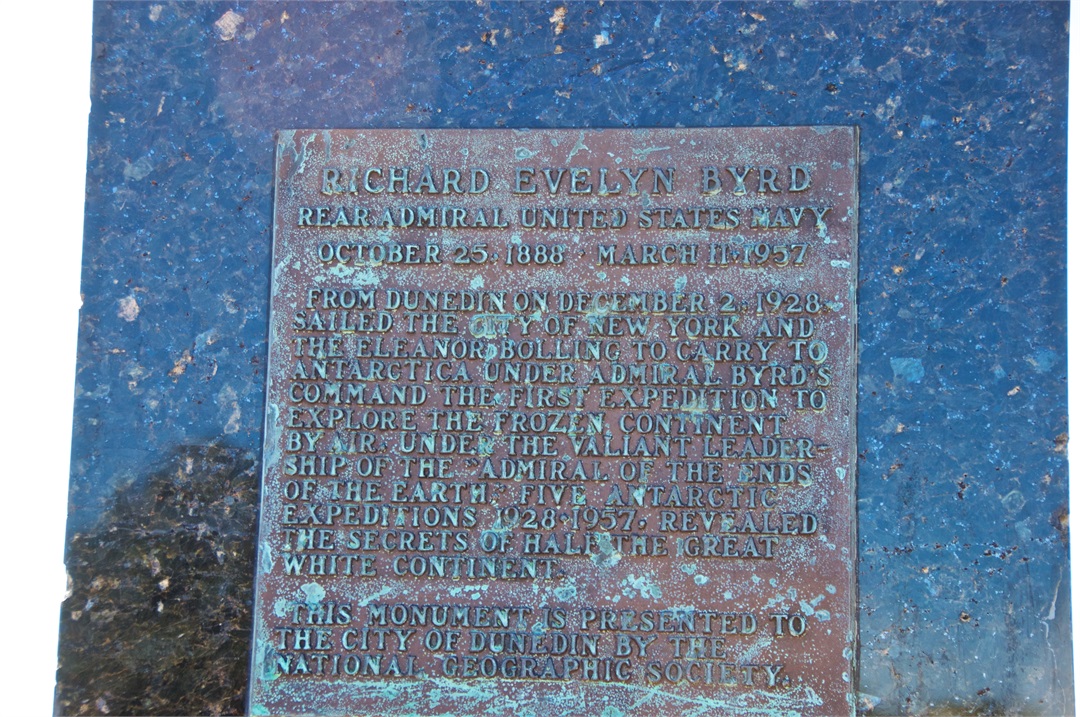 RICHARD EVELYN BYRD
REAR ADMIRAL UNITED STATES NAVY
OCTOBER 25, 1888 · MARCH 11, 1957
FROM DUNEDIN ON DECEMBER 2, 1928,
SAILED THE CITY OF NEW YORK AND
THE ELEANOR BOLLING TO CARRY TO
ANTARCTICA UNDER ADMIRAL BYRD'S
COMMAND THE FIRST EXPEDITION TO
EXPLORE THE FROZEN CONTINENT
BY AIR. UNDER THE VALIANT LEADER-
SHIP OF THE "ADMIRAL OF THE ENDS
OF THE EARTH," FIVE ANTARCTIC
EXPEDITIONS, 1928-1957, REVEALED
THE SECRETS OF HALF THE GREAT
WHITE CONTINENT.
THIS MONUMENT IS PRESENTED TO
THE CITY OF DUNEDIN BY THE
NATIONAL GEOGRAPHIC SOCIETY.